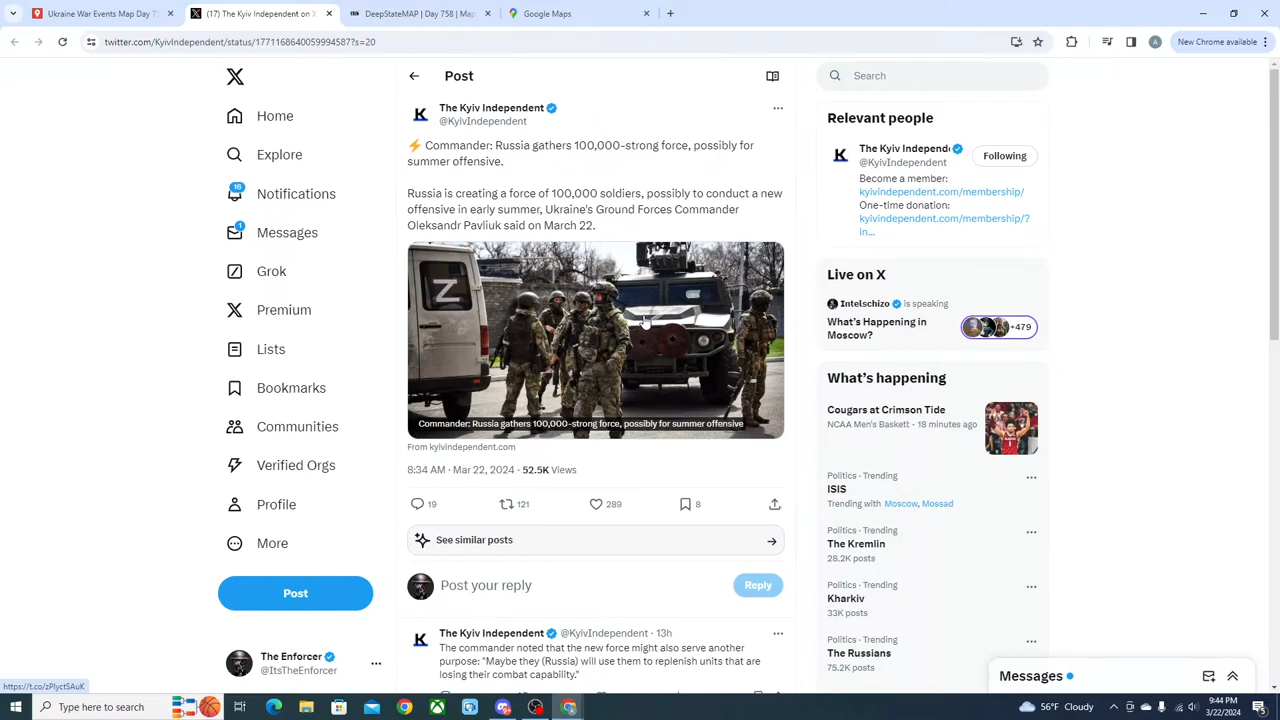 Ukraine War Events Map Day 7
(17) The Kyiv Independent on X
DeepStateMAP | Day 758 | Map
Google Maps
twitter.com/KyivIndependent/status/1771168640059994587?s=20
A
New Chrome available
Home
Explore
16
Notifications
1
Messages
Grok
Premium
Lists
Bookmarks
Communities
Verified Orgs
Profile
More
Post
The Enforcer
@ItsTheEnforcer
https://t.co/zPlyctSAuK
Post
K
The Kyiv Independent
@KyivIndependent
⚡ Commander: Russia gathers 100,000-strong force, possibly for
summer offensive.
Russia is creating a force of 100,000 soldiers, possibly to conduct a new
offensive in early summer, Ukraine's Ground Forces Commander
Oleksandr Pavliuk said on March 22.
Z
Commander: Russia gathers 100,000-strong force, possibly for summer offensive
From kyivindependent.com
8:34 AM · Mar 22, 2024 · 52.5K Views
19
121
289
8
See similar posts
Post your reply
Reply
K
The Kyiv Independent @KyivIndependent · 13h
The commander noted that the new force might also serve another
purpose: "Maybe they (Russia) will use them to replenish units that are
losing their combat capability."
Search
Relevant people
K
The Kyiv Independe
@KyivIndependent
Following
Become a member:
kyivindependent.com/membership/
One-time donation:
kyivindependent.com/membership/?
in...
Live on X
Intelschizo is speaking
What's Happening in
Moscow?
+479
What's happening
Cougars at Crimson Tide
NCAA Men's Basketb · 18 minutes ago
Politics · Trending
ISIS
Trending with Moscow, Mossad
Politics · Trending
The Kremlin
28.2K posts
Politics · Trending
Kharkiv
33K posts
Politics · Trending
The Russians
75.2K posts
Messages
Type here to search
56°F Cloudy
9:44 PM
3/22/2024